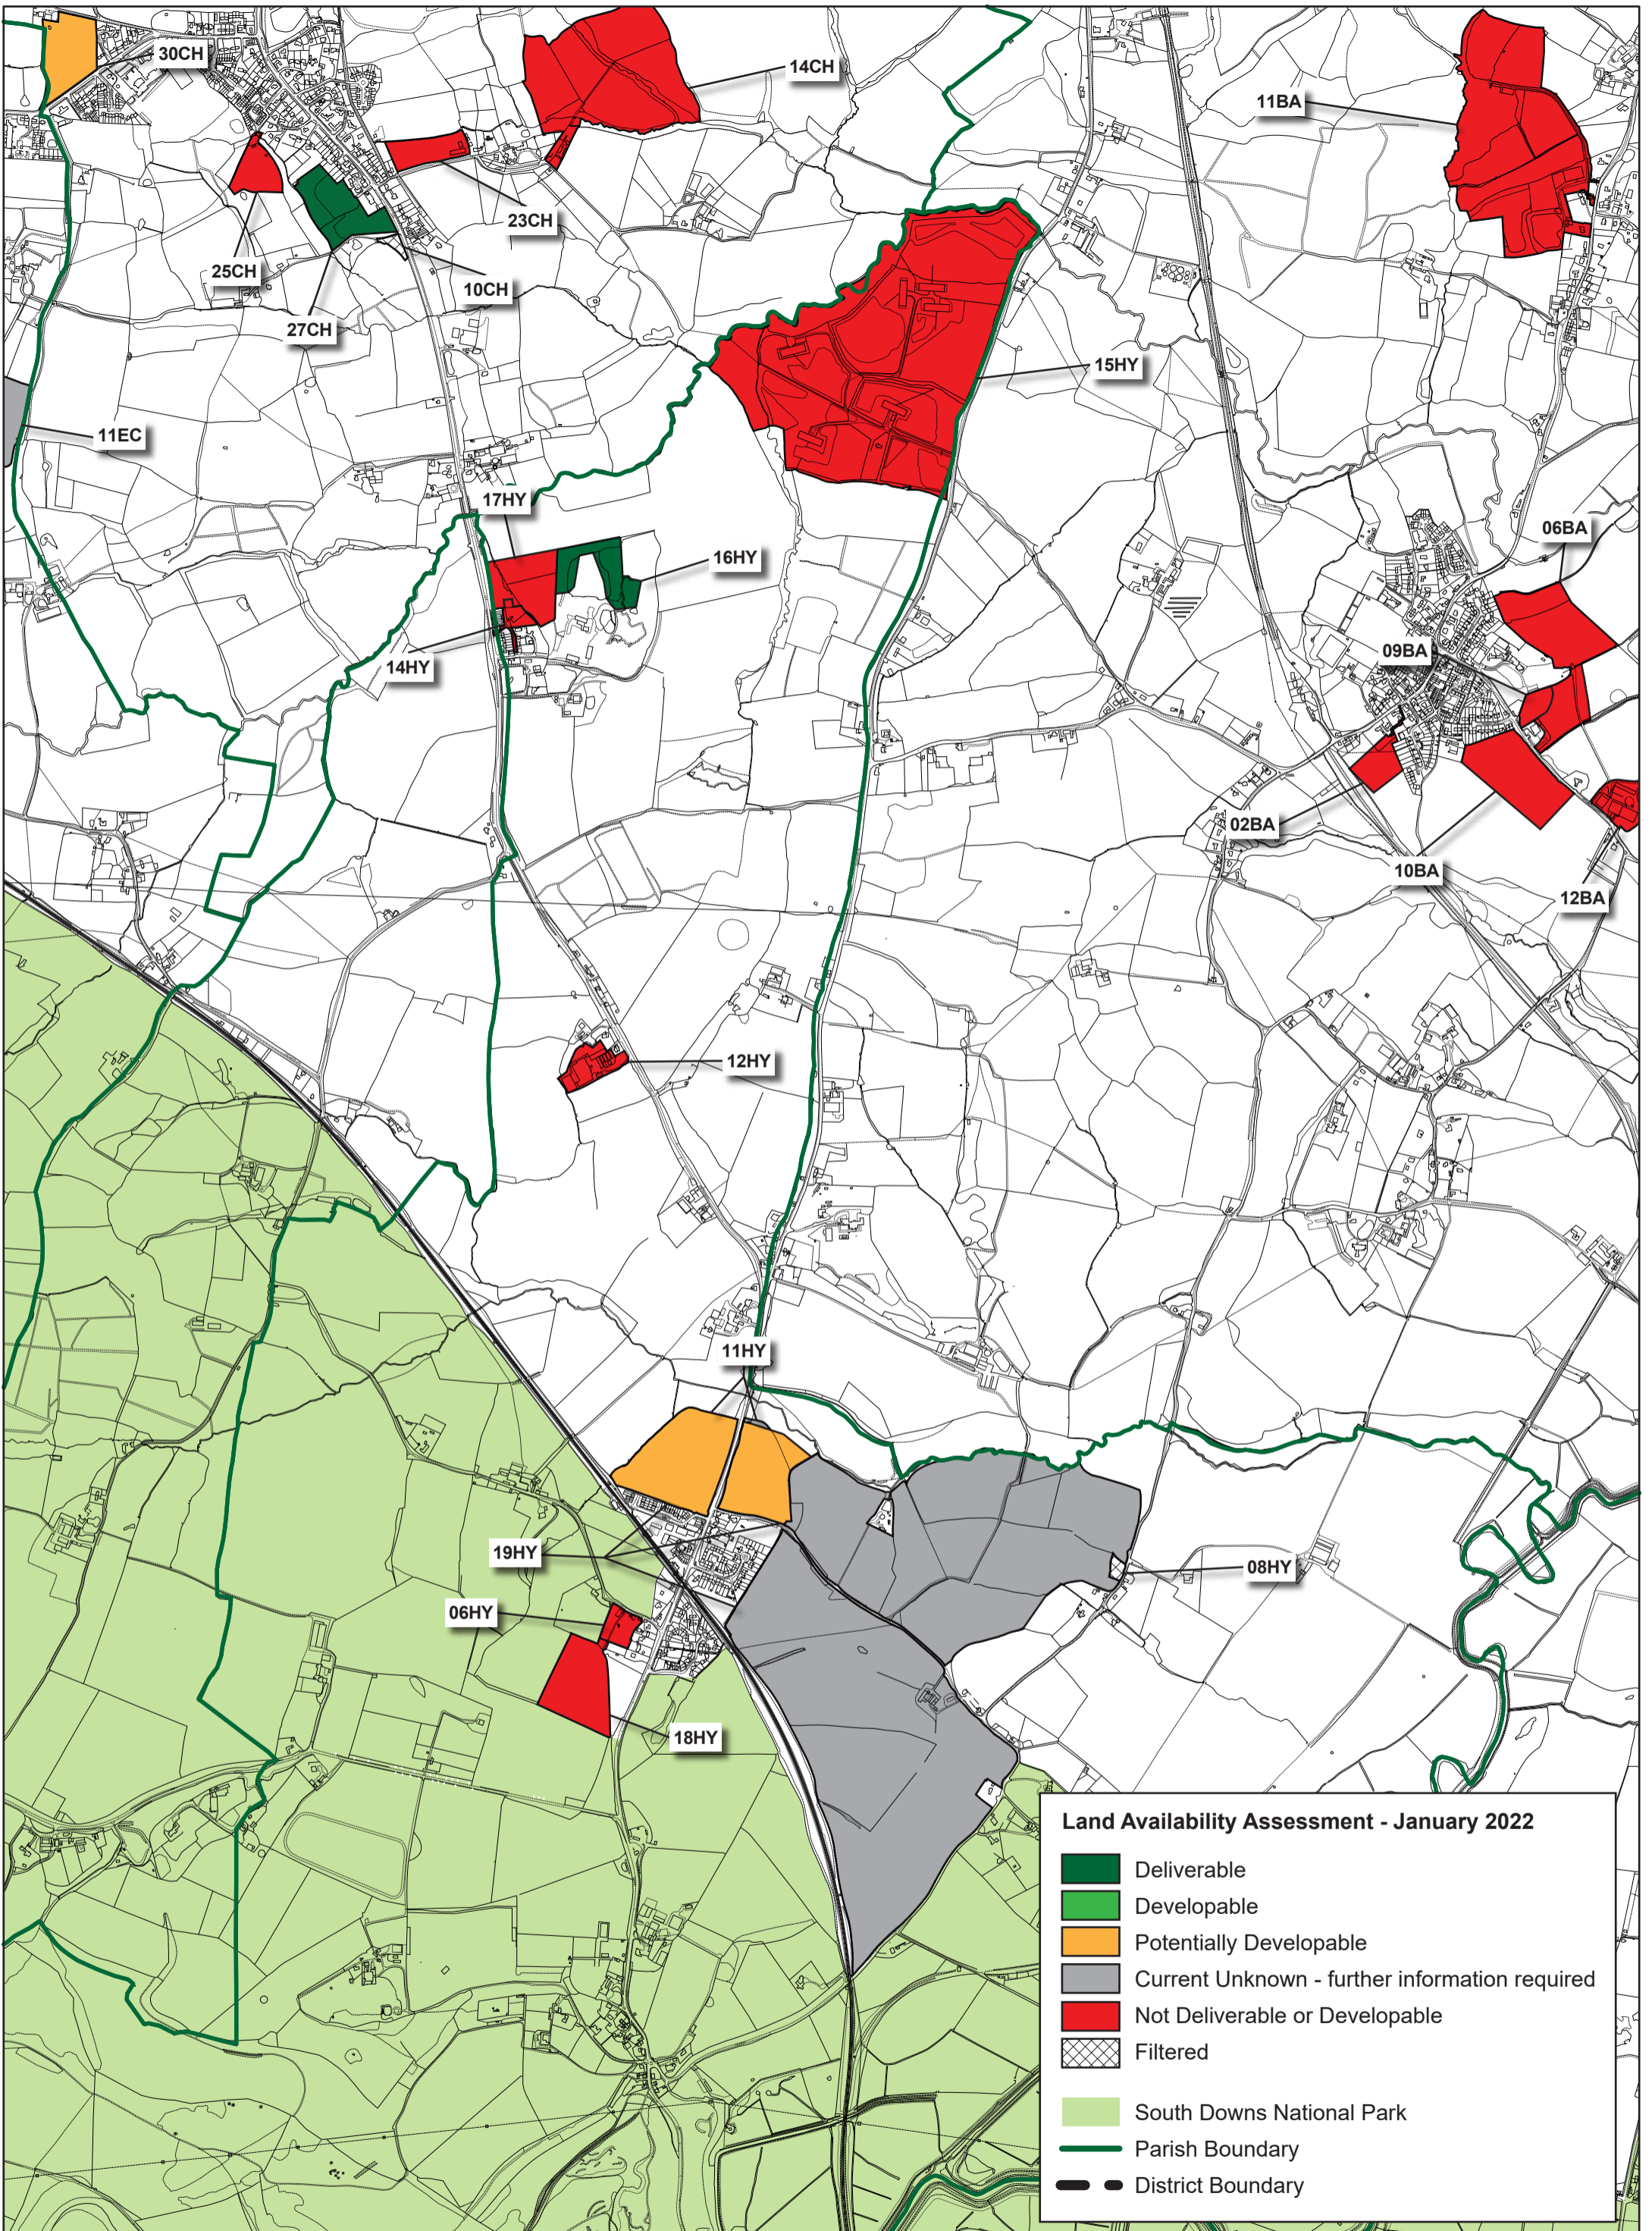 30CH
14CH
11BA
23CH
25CH
10CH
27CH
15HY
11EC
17HY
06BA
16HY
09BA
14HY
02BA
10BA
12BA
12HY
11HY
19HY
08HY
06HY
18HY
Land Availability Assessment - January 2022
Deliverable
Developable
Potentially Developable
Current Unknown - further information required
Not Deliverable or Developable
Filtered
South Downs National Park
Parish Boundary
District Boundary